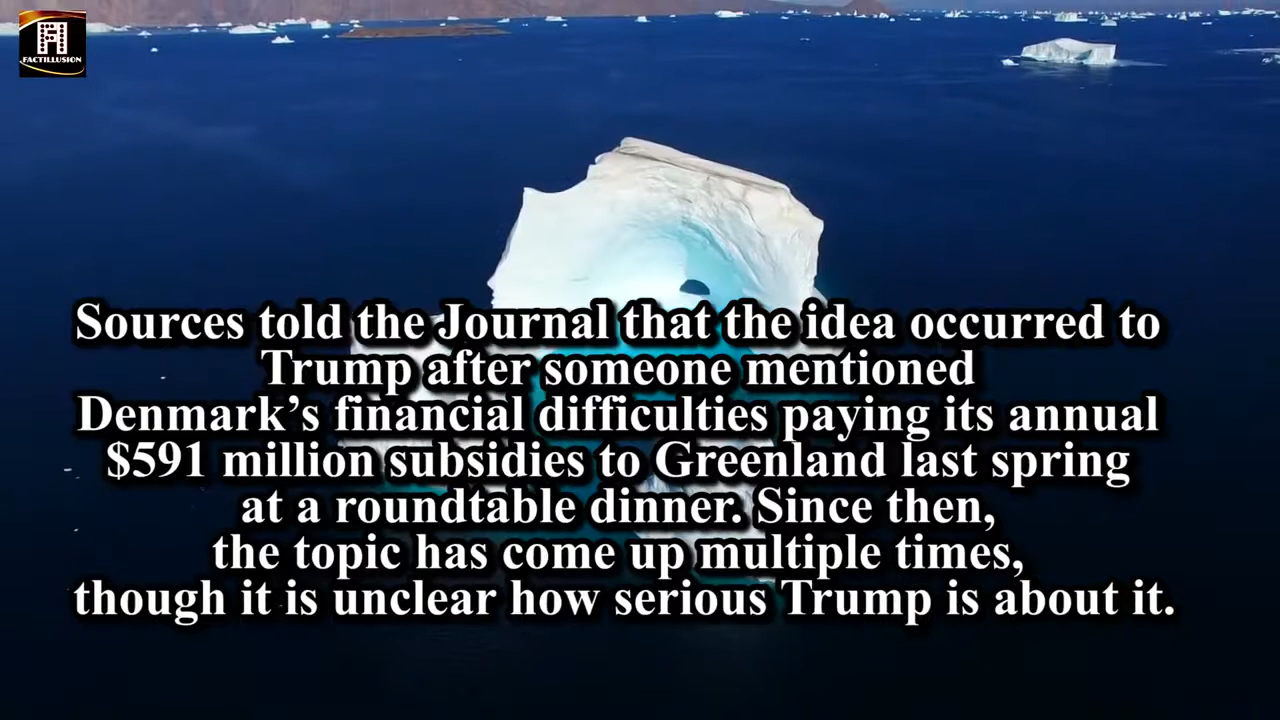 FI
FACTILLUSION
Sources told the Journal that the idea occurred to
Trump after someone mentioned
Denmark’s financial difficulties paying its annual
$591 million subsidies to Greenland last spring
at a roundtable dinner. Since then,
the topic has come up multiple times,
though it is unclear how serious Trump is about it.